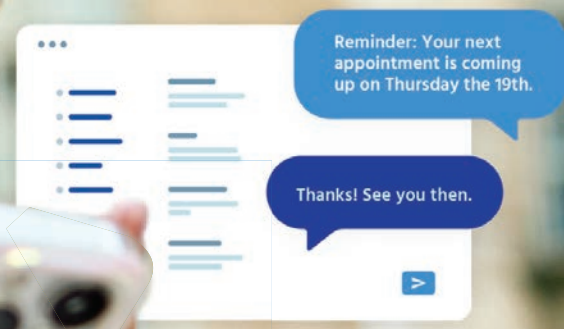 Reminder: Your next
appointment is coming
up on Thursday the 19th.
Thanks! See you then.